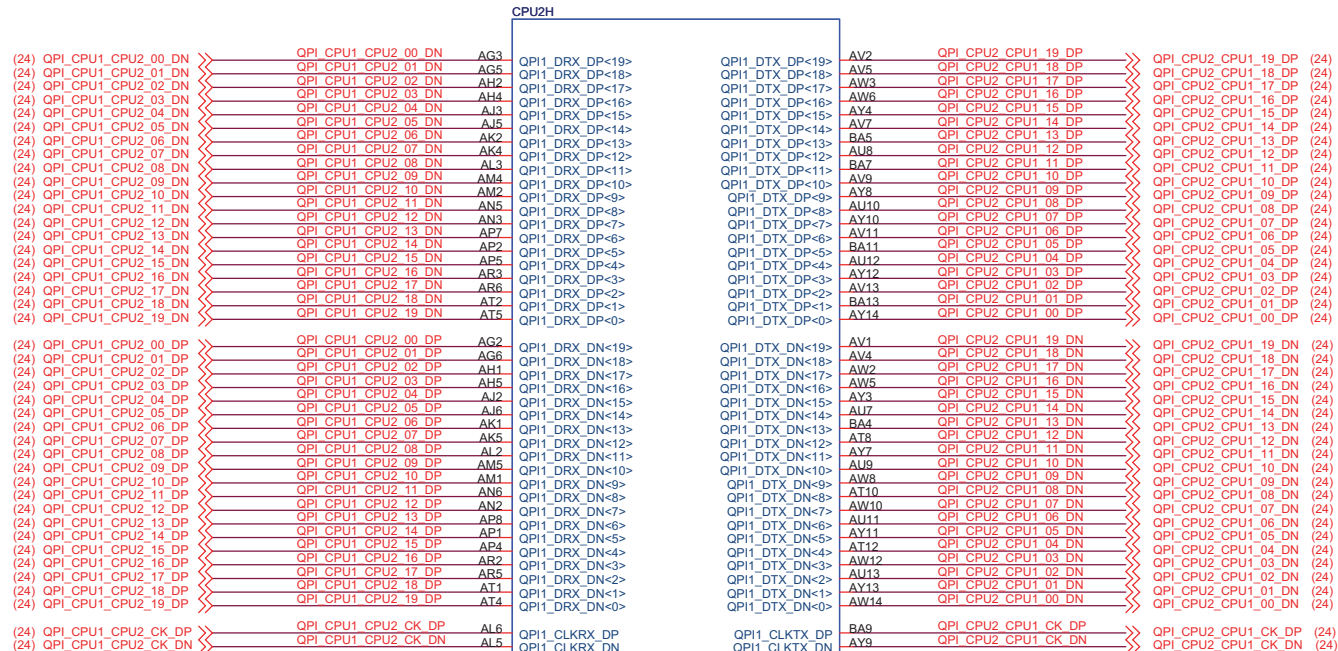 CPU2H
(24) QPI_CPU1_CPU2_00_DN QPI_CPU1_CPU2_00_DN AG3 QPI1_DRX_DP<19> QPI1_DTX_DP<19> AV2 QPI_CPU2_CPU1_19_DP QPI_CPU2_CPU1_19_DP (24)
(24) QPI_CPU1_CPU2_01_DN QPI_CPU1_CPU2_01_DN AG5 QPI1_DRX_DP<18> QPI1_DTX_DP<18> AV5 QPI_CPU2_CPU1_18_DP QPI_CPU2_CPU1_18_DP (24)
(24) QPI_CPU1_CPU2_02_DN QPI_CPU1_CPU2_02_DN AH2 QPI1_DRX_DP<17> QPI1_DTX_DP<17> AW3 QPI_CPU2_CPU1_17_DP QPI_CPU2_CPU1_17_DP (24)
(24) QPI_CPU1_CPU2_03_DN QPI_CPU1_CPU2_03_DN AH4 QPI1_DRX_DP<16> QPI1_DTX_DP<16> AW6 QPI_CPU2_CPU1_16_DP QPI_CPU2_CPU1_16_DP (24)
(24) QPI_CPU1_CPU2_04_DN QPI_CPU1_CPU2_04_DN AJ3 QPI1_DRX_DP<15> QPI1_DTX_DP<15> AY4 QPI_CPU2_CPU1_15_DP QPI_CPU2_CPU1_15_DP (24)
(24) QPI_CPU1_CPU2_05_DN QPI_CPU1_CPU2_05_DN AJ5 QPI1_DRX_DP<14> QPI1_DTX_DP<14> AV7 QPI_CPU2_CPU1_14_DP QPI_CPU2_CPU1_14_DP (24)
(24) QPI_CPU1_CPU2_06_DN QPI_CPU1_CPU2_06_DN AK2 QPI1_DRX_DP<13> QPI1_DTX_DP<13> BA5 QPI_CPU2_CPU1_13_DP QPI_CPU2_CPU1_13_DP (24)
(24) QPI_CPU1_CPU2_07_DN QPI_CPU1_CPU2_07_DN AK4 QPI1_DRX_DP<12> QPI1_DTX_DP<12> AU8 QPI_CPU2_CPU1_12_DP QPI_CPU2_CPU1_12_DP (24)
(24) QPI_CPU1_CPU2_08_DN QPI_CPU1_CPU2_08_DN AL3 QPI1_DRX_DP<11> QPI1_DTX_DP<11> BA7 QPI_CPU2_CPU1_11_DP QPI_CPU2_CPU1_11_DP (24)
(24) QPI_CPU1_CPU2_09_DN QPI_CPU1_CPU2_09_DN AM4 QPI1_DRX_DP<10> QPI1_DTX_DP<10> AV9 QPI_CPU2_CPU1_10_DP QPI_CPU2_CPU1_10_DP (24)
(24) QPI_CPU1_CPU2_10_DN QPI_CPU1_CPU2_10_DN AM2 QPI1_DRX_DP<9> QPI1_DTX_DP<9> AY8 QPI_CPU2_CPU1_09_DP QPI_CPU2_CPU1_09_DP (24)
(24) QPI_CPU1_CPU2_11_DN QPI_CPU1_CPU2_11_DN AN5 QPI1_DRX_DP<8> QPI1_DTX_DP<8> AU10 QPI_CPU2_CPU1_08_DP QPI_CPU2_CPU1_08_DP (24)
(24) QPI_CPU1_CPU2_12_DN QPI_CPU1_CPU2_12_DN AN3 QPI1_DRX_DP<7> QPI1_DTX_DP<7> AY10 QPI_CPU2_CPU1_07_DP QPI_CPU2_CPU1_07_DP (24)
(24) QPI_CPU1_CPU2_13_DN QPI_CPU1_CPU2_13_DN AP7 QPI1_DRX_DP<6> QPI1_DTX_DP<6> AV11 QPI_CPU2_CPU1_06_DP QPI_CPU2_CPU1_06_DP (24)
(24) QPI_CPU1_CPU2_14_DN QPI_CPU1_CPU2_14_DN AP2 QPI1_DRX_DP<5> QPI1_DTX_DP<5> BA11 QPI_CPU2_CPU1_05_DP QPI_CPU2_CPU1_05_DP (24)
(24) QPI_CPU1_CPU2_15_DN QPI_CPU1_CPU2_15_DN AP5 QPI1_DRX_DP<4> QPI1_DTX_DP<4> AU12 QPI_CPU2_CPU1_04_DP QPI_CPU2_CPU1_04_DP (24)
(24) QPI_CPU1_CPU2_16_DN QPI_CPU1_CPU2_16_DN AR3 QPI1_DRX_DP<3> QPI1_DTX_DP<3> AY12 QPI_CPU2_CPU1_03_DP QPI_CPU2_CPU1_03_DP (24)
(24) QPI_CPU1_CPU2_17_DN QPI_CPU1_CPU2_17_DN AR6 QPI1_DRX_DP<2> QPI1_DTX_DP<2> AV13 QPI_CPU2_CPU1_02_DP QPI_CPU2_CPU1_02_DP (24)
(24) QPI_CPU1_CPU2_18_DN QPI_CPU1_CPU2_18_DN AT2 QPI1_DRX_DP<1> QPI1_DTX_DP<1> BA13 QPI_CPU2_CPU1_01_DP QPI_CPU2_CPU1_01_DP (24)
(24) QPI_CPU1_CPU2_19_DN QPI_CPU1_CPU2_19_DN AT5 QPI1_DRX_DP<0> QPI1_DTX_DP<0> AY14 QPI_CPU2_CPU1_00_DP QPI_CPU2_CPU1_00_DP (24)
(24) QPI_CPU1_CPU2_00_DP QPI_CPU1_CPU2_00_DP AG2 QPI1_DRX_DN<19> QPI1_DTX_DN<19> AV1 QPI_CPU2_CPU1_19_DN QPI_CPU2_CPU1_19_DN (24)
(24) QPI_CPU1_CPU2_01_DP QPI_CPU1_CPU2_01_DP AG6 QPI1_DRX_DN<18> QPI1_DTX_DN<18> AV4 QPI_CPU2_CPU1_18_DN QPI_CPU2_CPU1_18_DN (24)
(24) QPI_CPU1_CPU2_02_DP QPI_CPU1_CPU2_02_DP AH1 QPI1_DRX_DN<17> QPI1_DTX_DN<17> AW2 QPI_CPU2_CPU1_17_DN QPI_CPU2_CPU1_17_DN (24)
(24) QPI_CPU1_CPU2_03_DP QPI_CPU1_CPU2_03_DP AH5 QPI1_DRX_DN<16> QPI1_DTX_DN<16> AW5 QPI_CPU2_CPU1_16_DN QPI_CPU2_CPU1_16_DN (24)
(24) QPI_CPU1_CPU2_04_DP QPI_CPU1_CPU2_04_DP AJ2 QPI1_DRX_DN<15> QPI1_DTX_DN<15> AY3 QPI_CPU2_CPU1_15_DN QPI_CPU2_CPU1_15_DN (24)
(24) QPI_CPU1_CPU2_05_DP QPI_CPU1_CPU2_05_DP AJ6 QPI1_DRX_DN<14> QPI1_DTX_DN<14> AU7 QPI_CPU2_CPU1_14_DN QPI_CPU2_CPU1_14_DN (24)
(24) QPI_CPU1_CPU2_06_DP QPI_CPU1_CPU2_06_DP AK1 QPI1_DRX_DN<13> QPI1_DTX_DN<13> BA4 QPI_CPU2_CPU1_13_DN QPI_CPU2_CPU1_13_DN (24)
(24) QPI_CPU1_CPU2_07_DP QPI_CPU1_CPU2_07_DP AK5 QPI1_DRX_DN<12> QPI1_DTX_DN<12> AT8 QPI_CPU2_CPU1_12_DN QPI_CPU2_CPU1_12_DN (24)
(24) QPI_CPU1_CPU2_08_DP QPI_CPU1_CPU2_08_DP AL2 QPI1_DRX_DN<11> QPI1_DTX_DN<11> AY7 QPI_CPU2_CPU1_11_DN QPI_CPU2_CPU1_11_DN (24)
(24) QPI_CPU1_CPU2_09_DP QPI_CPU1_CPU2_09_DP AM5 QPI1_DRX_DN<10> QPI1_DTX_DN<10> AU9 QPI_CPU2_CPU1_10_DN QPI_CPU2_CPU1_10_DN (24)
(24) QPI_CPU1_CPU2_10_DP QPI_CPU1_CPU2_10_DP AM1 QPI1_DRX_DN<9> QPI1_DTX_DN<9> AW8 QPI_CPU2_CPU1_09_DN QPI_CPU2_CPU1_09_DN (24)
(24) QPI_CPU1_CPU2_11_DP QPI_CPU1_CPU2_11_DP AN6 QPI1_DRX_DN<8> QPI1_DTX_DN<8> AT10 QPI_CPU2_CPU1_08_DN QPI_CPU2_CPU1_08_DN (24)
(24) QPI_CPU1_CPU2_12_DP QPI_CPU1_CPU2_12_DP AN2 QPI1_DRX_DN<7> QPI1_DTX_DN<7> AW10 QPI_CPU2_CPU1_07_DN QPI_CPU2_CPU1_07_DN (24)
(24) QPI_CPU1_CPU2_13_DP QPI_CPU1_CPU2_13_DP AP8 QPI1_DRX_DN<6> QPI1_DTX_DN<6> AU11 QPI_CPU2_CPU1_06_DN QPI_CPU2_CPU1_06_DN (24)
(24) QPI_CPU1_CPU2_14_DP QPI_CPU1_CPU2_14_DP AP1 QPI1_DRX_DN<5> QPI1_DTX_DN<5> AY11 QPI_CPU2_CPU1_05_DN QPI_CPU2_CPU1_05_DN (24)
(24) QPI_CPU1_CPU2_15_DP QPI_CPU1_CPU2_15_DP AP4 QPI1_DRX_DN<4> QPI1_DTX_DN<4> AT12 QPI_CPU2_CPU1_04_DN QPI_CPU2_CPU1_04_DN (24)
(24) QPI_CPU1_CPU2_16_DP QPI_CPU1_CPU2_16_DP AR2 QPI1_DRX_DN<3> QPI1_DTX_DN<3> AW12 QPI_CPU2_CPU1_03_DN QPI_CPU2_CPU1_03_DN (24)
(24) QPI_CPU1_CPU2_17_DP QPI_CPU1_CPU2_17_DP AR5 QPI1_DRX_DN<2> QPI1_DTX_DN<2> AU13 QPI_CPU2_CPU1_02_DN QPI_CPU2_CPU1_02_DN (24)
(24) QPI_CPU1_CPU2_18_DP QPI_CPU1_CPU2_18_DP AT1 QPI1_DRX_DN<1> QPI1_DTX_DN<1> AY13 QPI_CPU2_CPU1_01_DN QPI_CPU2_CPU1_01_DN (24)
(24) QPI_CPU1_CPU2_19_DP QPI_CPU1_CPU2_19_DP AT4 QPI1_DRX_DN<0> QPI1_DTX_DN<0> AW14 QPI_CPU2_CPU1_00_DN QPI_CPU2_CPU1_00_DN (24)
(24) QPI_CPU1_CPU2_CK_DP QPI_CPU1_CPU2_CK_DP AL6 QPI1_CLKRX_DP QPI1_CLKTX_DP BA9 QPI_CPU2_CPU1_CK_DP QPI_CPU2_CPU1_CK_DP (24)
(24) QPI_CPU1_CPU2_CK_DN QPI_CPU1_CPU2_CK_DN AL5 QPI1_CLKRX_DN QPI1_CLKTX_DN AY9 QPI_CPU2_CPU1_CK_DN QPI_CPU2_CPU1_CK_DN (24)